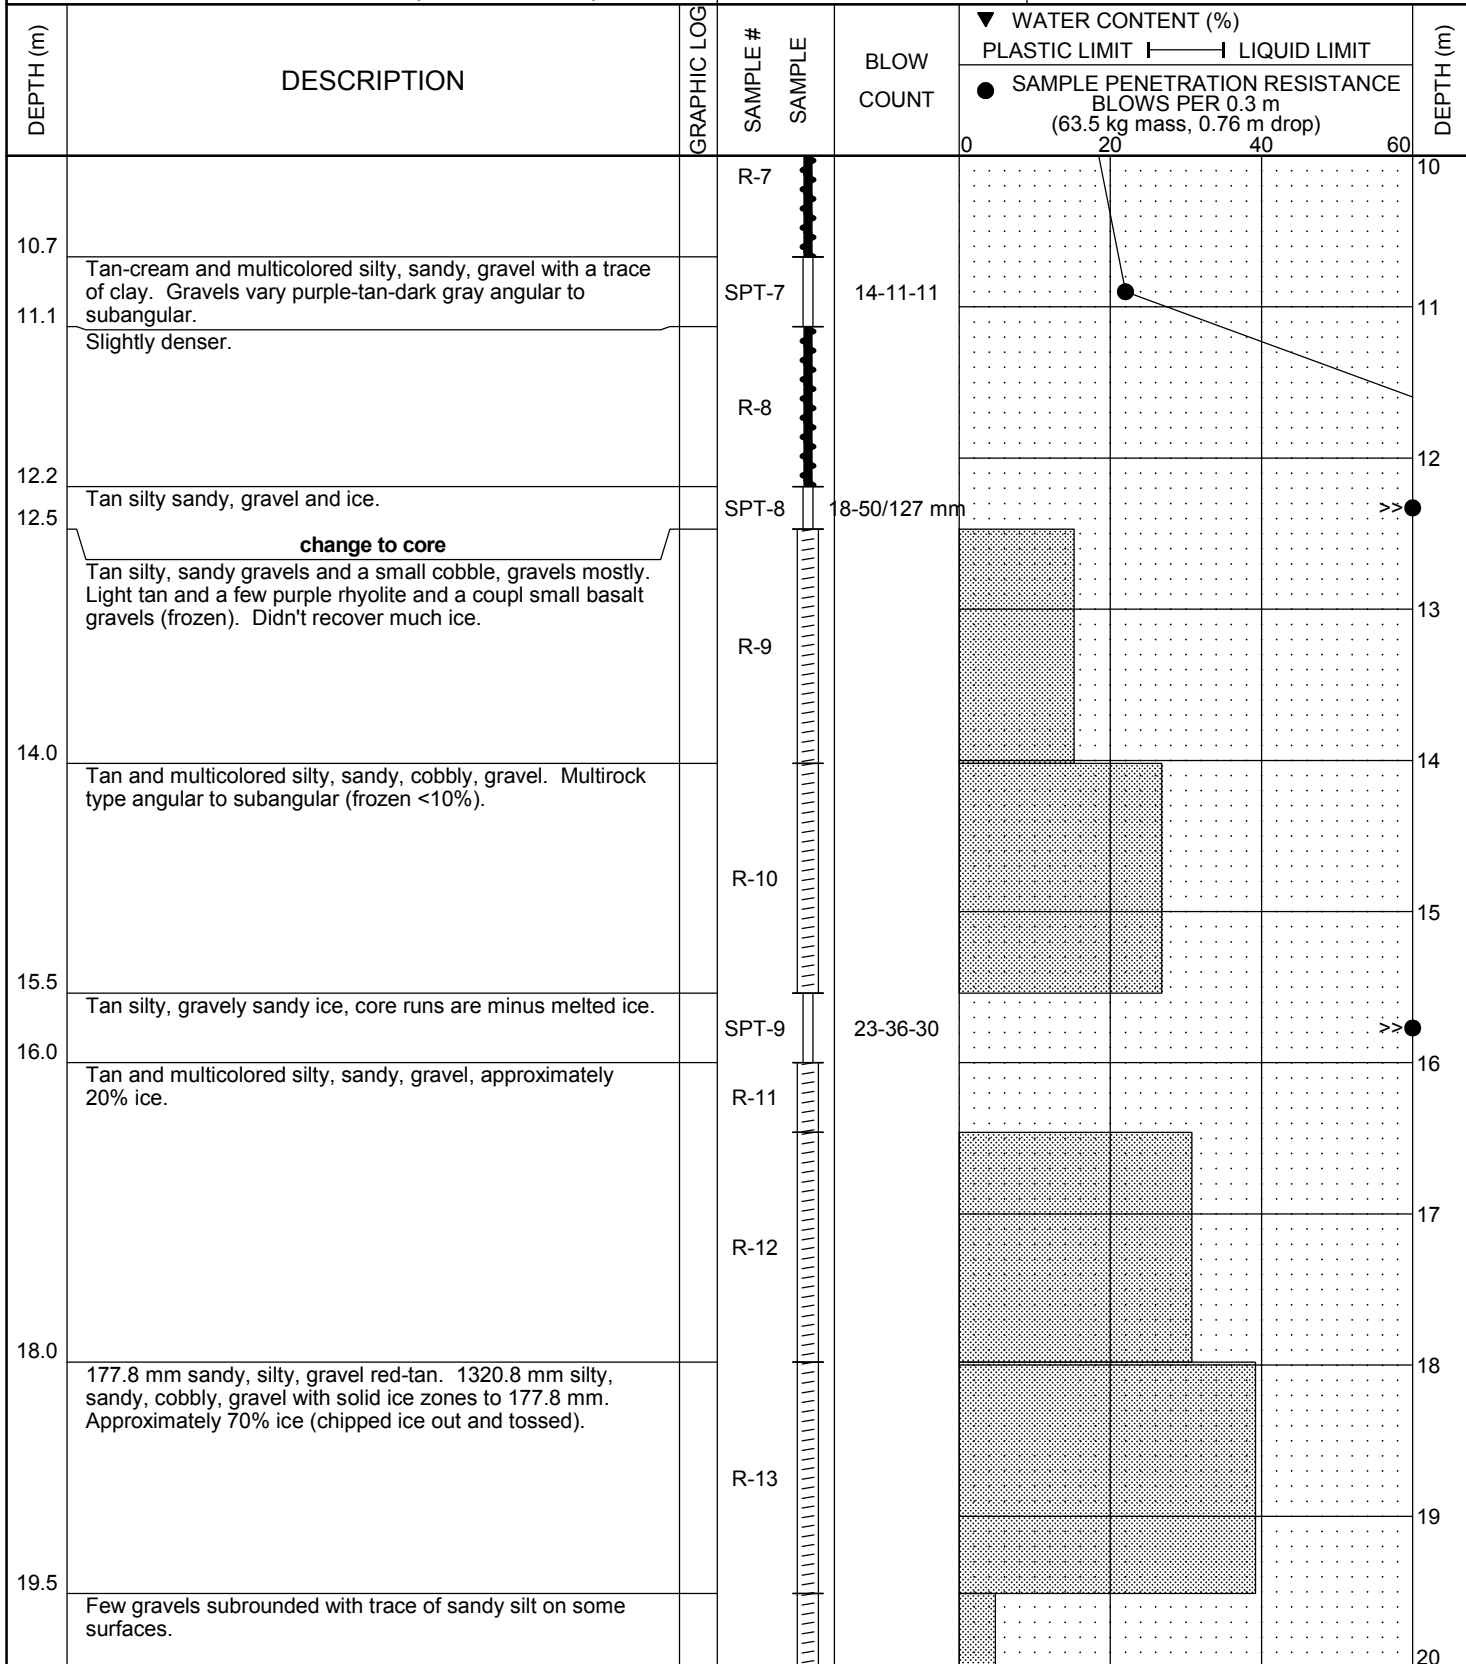 DEPTH (m)
DESCRIPTION
GRAPHIC LOG
SAMPLE #
SAMPLE
BLOW
COUNT
WATER CONTENT (%)
PLASTIC LIMIT LIQUID LIMIT
SAMPLE PENETRATION RESISTANCE
BLOWS PER 0.3 m
(63.5 kg mass, 0.76 m drop)
0 20 40 60
DEPTH (m)
10
R-7
10.7
Tan-cream and multicolored silty, sandy, gravel with a trace
of clay. Gravels vary purple-tan-dark gray angular to
subangular.
SPT-7
14-11-11
11
11.1
Slightly denser.
R-8
12
12.2
Tan silty sandy, gravel and ice.
SPT-8
18-50/127 mm
>>
12.5
change to core
Tan silty, sandy gravels and a small cobble, gravels mostly.
Light tan and a few purple rhyolite and a coupl small basalt
gravels (frozen). Didn't recover much ice.
13
R-9
14.0
14
Tan and multicolored silty, sandy, cobbly, gravel. Multirock
type angular to subangular (frozen <10%).
R-10
15
15.5
Tan silty, gravely sandy ice, core runs are minus melted ice.
SPT-9
23-36-30
>>
16.0
16
Tan and multicolored silty, sandy, gravel, approximately
20% ice.
R-11
17
R-12
18.0
18
177.8 mm sandy, silty, gravel red-tan. 1320.8 mm silty,
sandy, cobbly, gravel with solid ice zones to 177.8 mm.
Approximately 70% ice (chipped ice out and tossed).
R-13
19
19.5
Few gravels subrounded with trace of sandy silt on some
surfaces.
20